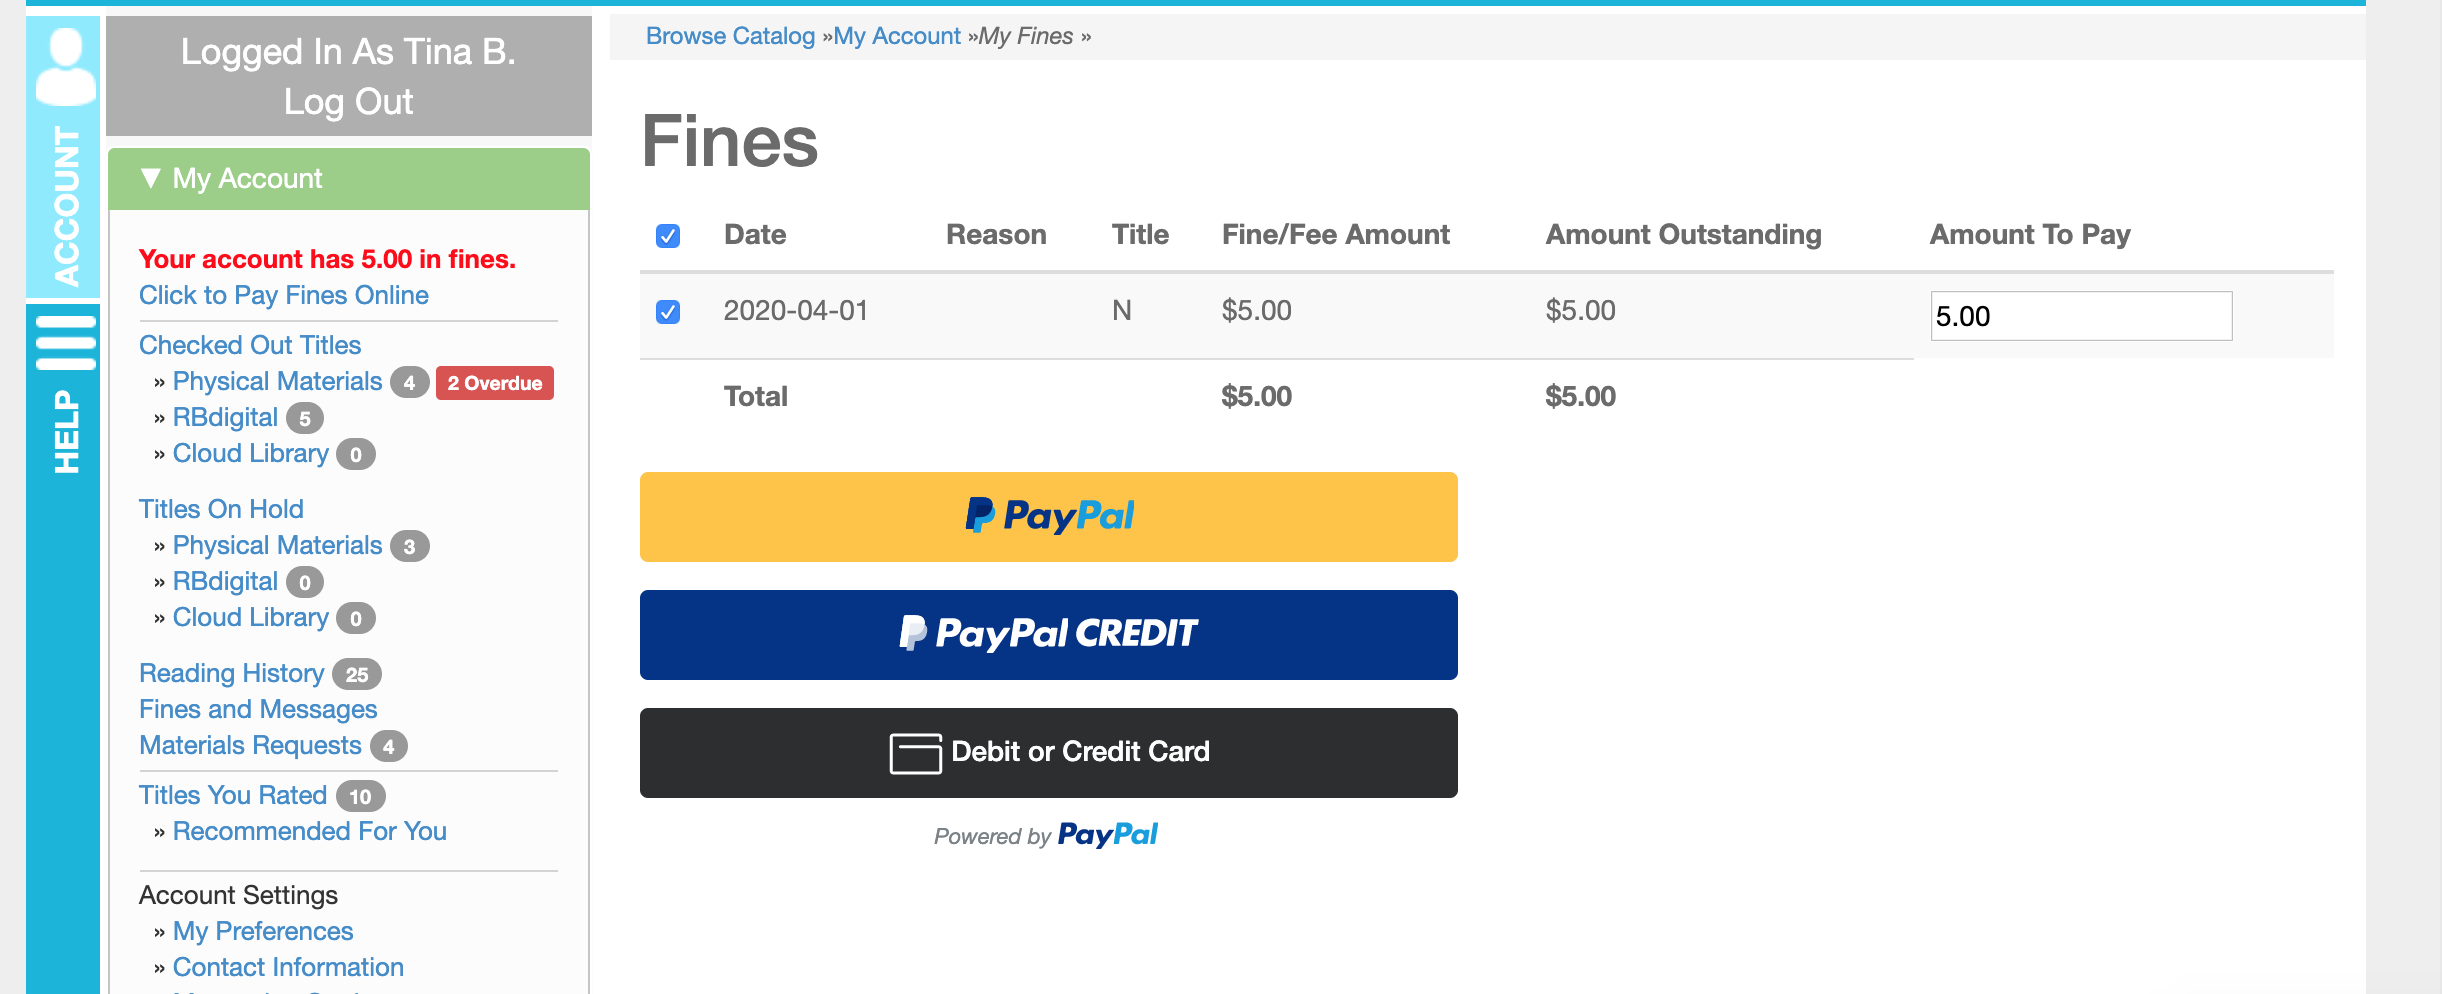 ACCOUNT
HELP
Logged In As Tina B.
Log Out
▼ My Account
Your account has 5.00 in fines.
Click to Pay Fines Online
Checked Out Titles
» Physical Materials 4 2 Overdue
» RBdigital 5
» Cloud Library 0
Titles On Hold
» Physical Materials 3
» RBdigital 0
» Cloud Library 0
Reading History 25
Fines and Messages
Materials Requests 4
Titles You Rated 10
» Recommended For You
Account Settings
» My Preferences
» Contact Information
Browse Catalog »My Account »My Fines »
Fines
Date Reason Title Fine/Fee Amount Amount Outstanding Amount To Pay
2020-04-01 N $5.00 $5.00 5.00
Total $5.00 $5.00
PayPal
PayPal CREDIT
Debit or Credit Card
Powered by PayPal